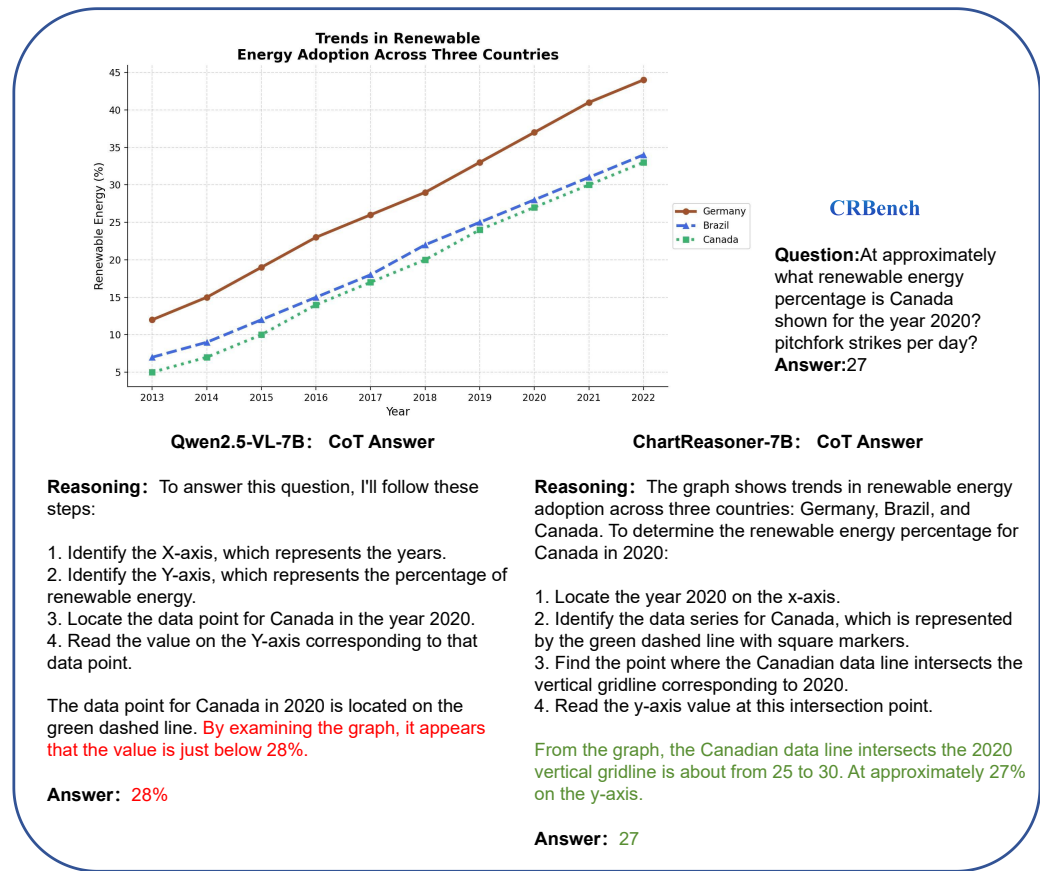 Trends in Renewable
Energy Adoption Across Three Countries
Renewable Energy (%)
45
40
35
30
25
20
15
10
5
2013 2014 2015 2016 2017 2018 2019 2020 2021 2022
Year
Germany
Brazil
Canada
CRBench
Question:At approximately
what renewable energy
percentage is Canada
shown for the year 2020?
pitchfork strikes per day?
Answer:27
Qwen2.5-VL-7B: CoT Answer
Reasoning: To answer this question, I'll follow these
steps:
1. Identify the X-axis, which represents the years.
2. Identify the Y-axis, which represents the percentage of
renewable energy.
3. Locate the data point for Canada in the year 2020.
4. Read the value on the Y-axis corresponding to that
data point.
The data point for Canada in 2020 is located on the
green dashed line. By examining the graph, it appears
that the value is just below 28%.
Answer: 28%
ChartReasoner-7B: CoT Answer
Reasoning: The graph shows trends in renewable energy
adoption across three countries: Germany, Brazil, and
Canada. To determine the renewable energy percentage for
Canada in 2020:
1. Locate the year 2020 on the x-axis.
2. Identify the data series for Canada, which is represented
by the green dashed line with square markers.
3. Find the point where the Canadian data line intersects the
vertical gridline corresponding to 2020.
4. Read the y-axis value at this intersection point.
From the graph, the Canadian data line intersects the 2020
vertical gridline is about from 25 to 30. At approximately 27%
on the y-axis.
Answer: 27